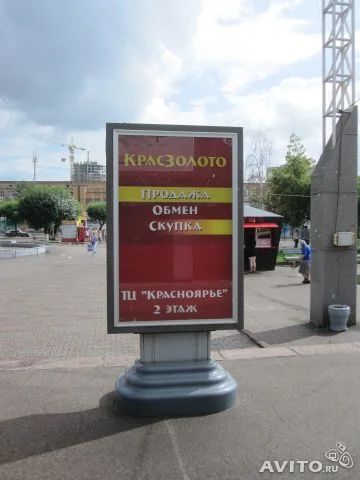 КрасЗолото
Продажа
Обмен
Скупка
ТЦ "Красноярье"
2 этаж
AVITO.ru